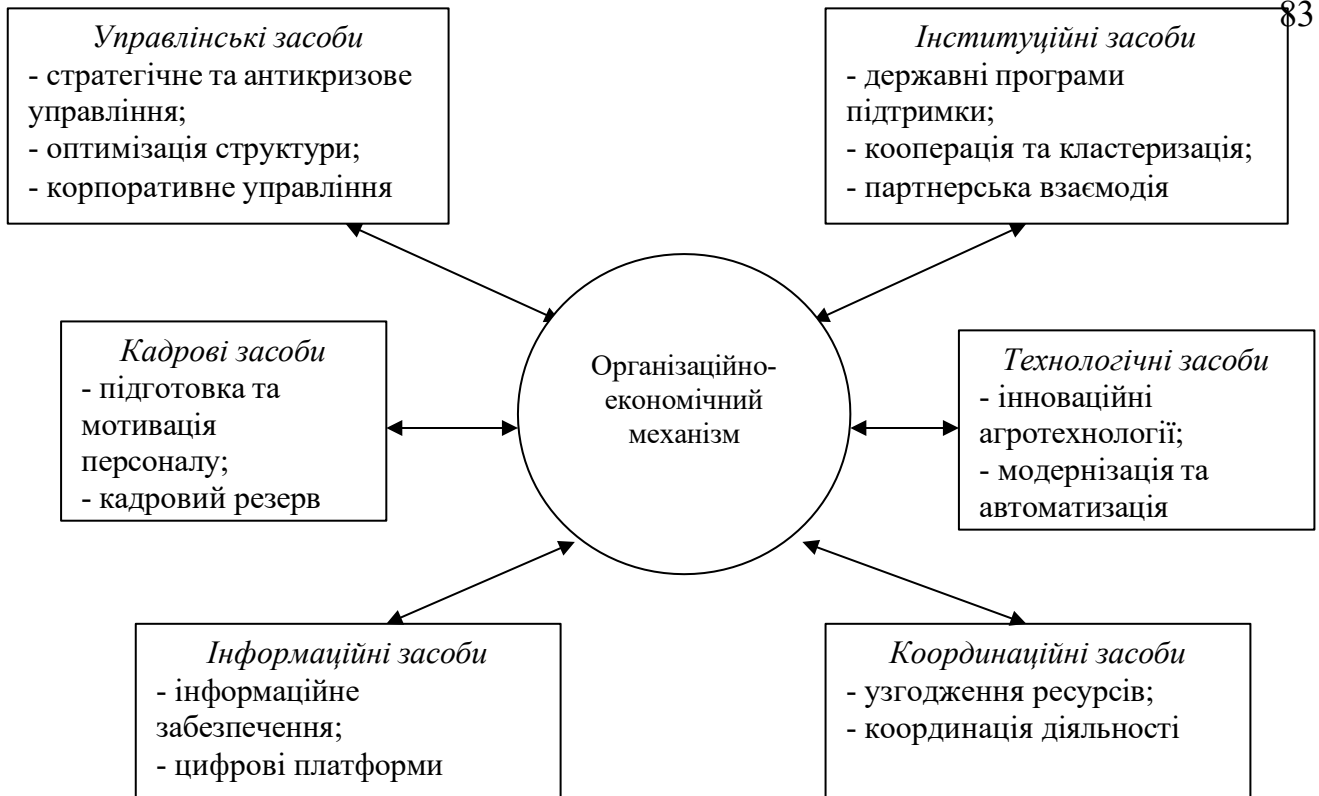 83
Управлінські засоби
- стратегічне та антикризове
управління;
- оптимізація структури;
- корпоративне управління
Інституційні засоби
- державні програми
підтримки;
- кооперація та кластеризація;
- партнерська взаємодія
Кадрові засоби
- підготовка та
мотивація
персоналу;
- кадровий резерв
Організаційно-
економічний
механізм
Технологічні засоби
- інноваційні
агротехнології;
- модернізація та
автоматизація
Інформаційні засоби
- інформаційне
забезпечення;
- цифрові платформи
Координаційні засоби
- узгодження ресурсів;
- координація діяльності